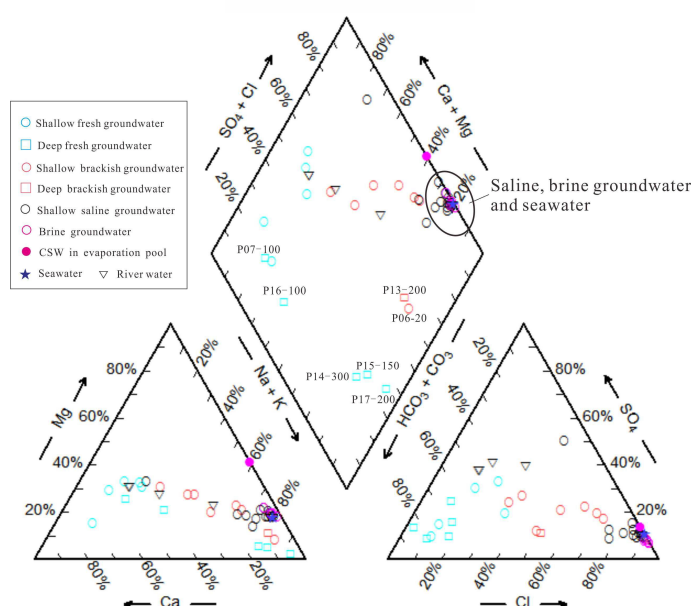 80%
80%
SO₄ + Cl
Ca + Mg
60%
60%
40%
40%
20%
20%
Shallow fresh groundwater
Deep fresh groundwater
Shallow brackish groundwater
Deep brackish groundwater
Shallow saline groundwater
Brine groundwater
CSW in evaporation pool
Seawater
River water
Saline, brine groundwater
and seawater
P07-100
P16-100
P13-200
P06-20
P15-150
P14-300
P17-200
Na + K
HCO₃ + CO₃
Mg
80%
60%
40%
20%
20%
40%
60%
80%
80%
60%
40%
20%
Ca
SO₄
20%
40%
60%
80%
80%
60%
40%
20%
20%
40%
60%
80%
Cl